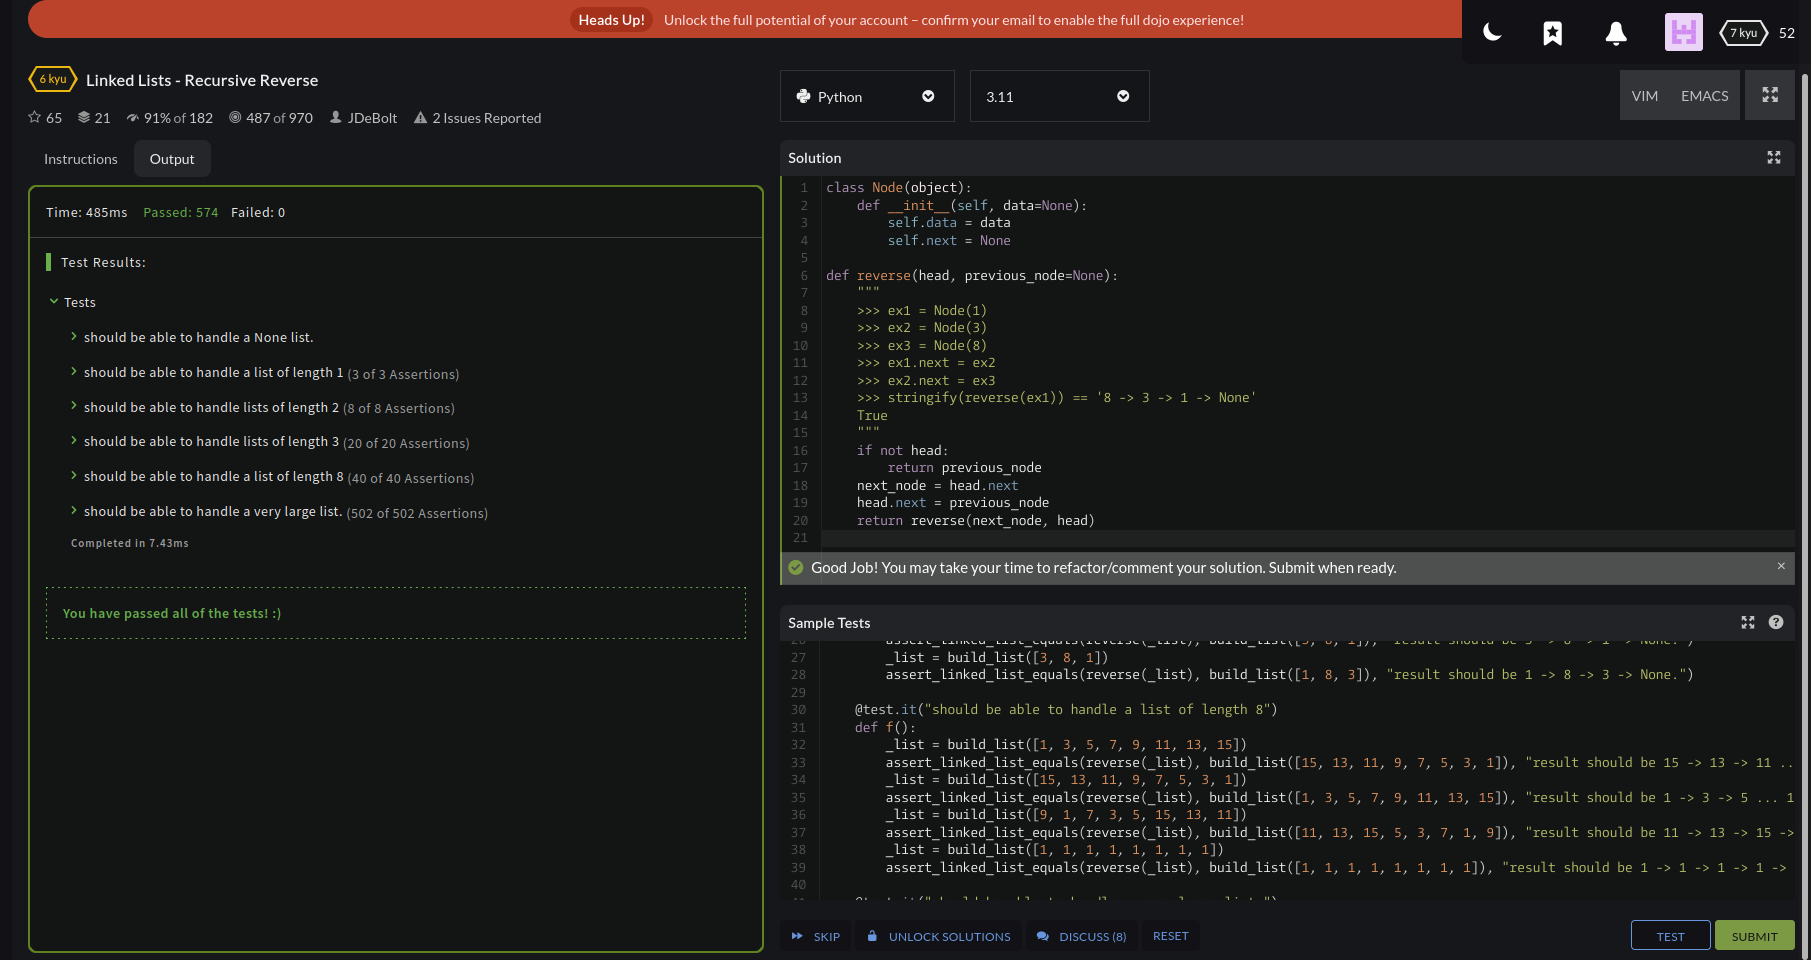 Heads Up! Unlock the full potential of your account – confirm your email to enable the full dojo experience!
7 kyu 52
6 kyu Linked Lists - Recursive Reverse
65 21 91% of 182 487 of 970 JDeBolt 2 Issues Reported
Instructions Output
Time: 485ms Passed: 574 Failed: 0
Test Results:
Tests
should be able to handle a None list.
should be able to handle a list of length 1 (3 of 3 Assertions)
should be able to handle lists of length 2 (8 of 8 Assertions)
should be able to handle lists of length 3 (20 of 20 Assertions)
should be able to handle a list of length 8 (40 of 40 Assertions)
should be able to handle a very large list. (502 of 502 Assertions)
Completed in 7.43ms
You have passed all of the tests! :)
Python 3.11 VIM EMACS
Solution
1 class Node(object):
2     def __init__(self, data=None):
3         self.data = data
4         self.next = None
5
6 def reverse(head, previous_node=None):
7     """
8     >>> ex1 = Node(1)
9     >>> ex2 = Node(3)
10     >>> ex3 = Node(8)
11     >>> ex1.next = ex2
12     >>> ex2.next = ex3
13     >>> stringify(reverse(ex1)) == '8 -> 3 -> 1 -> None'
14     True
15     """
16     if not head:
17         return previous_node
18     next_node = head.next
19     head.next = previous_node
20     return reverse(next_node, head)
21
Good Job! You may take your time to refactor/comment your solution. Submit when ready.
Sample Tests
27         _list = build_list([3, 8, 1])
28         assert_linked_list_equals(reverse(_list), build_list([1, 8, 3]), "result should be 1 -> 8 -> 3 -> None.")
29
30     @test.it("should be able to handle a list of length 8")
31     def f():
32         _list = build_list([1, 3, 5, 7, 9, 11, 13, 15])
33         assert_linked_list_equals(reverse(_list), build_list([15, 13, 11, 9, 7, 5, 3, 1]), "result should be 15 -> 13 -> 11 ..
34         _list = build_list([15, 13, 11, 9, 7, 5, 3, 1])
35         assert_linked_list_equals(reverse(_list), build_list([1, 3, 5, 7, 9, 11, 13, 15]), "result should be 1 -> 3 -> 5 ... 1
36         _list = build_list([9, 1, 7, 3, 5, 15, 13, 11])
37         assert_linked_list_equals(reverse(_list), build_list([11, 13, 15, 5, 3, 7, 1, 9]), "result should be 11 -> 13 -> 15 ->
38         _list = build_list([1, 1, 1, 1, 1, 1, 1, 1])
39         assert_linked_list_equals(reverse(_list), build_list([1, 1, 1, 1, 1, 1, 1, 1]), "result should be 1 -> 1 -> 1 -> 1 ->
40
SKIP UNLOCK SOLUTIONS DISCUSS (8) RESET TEST SUBMIT